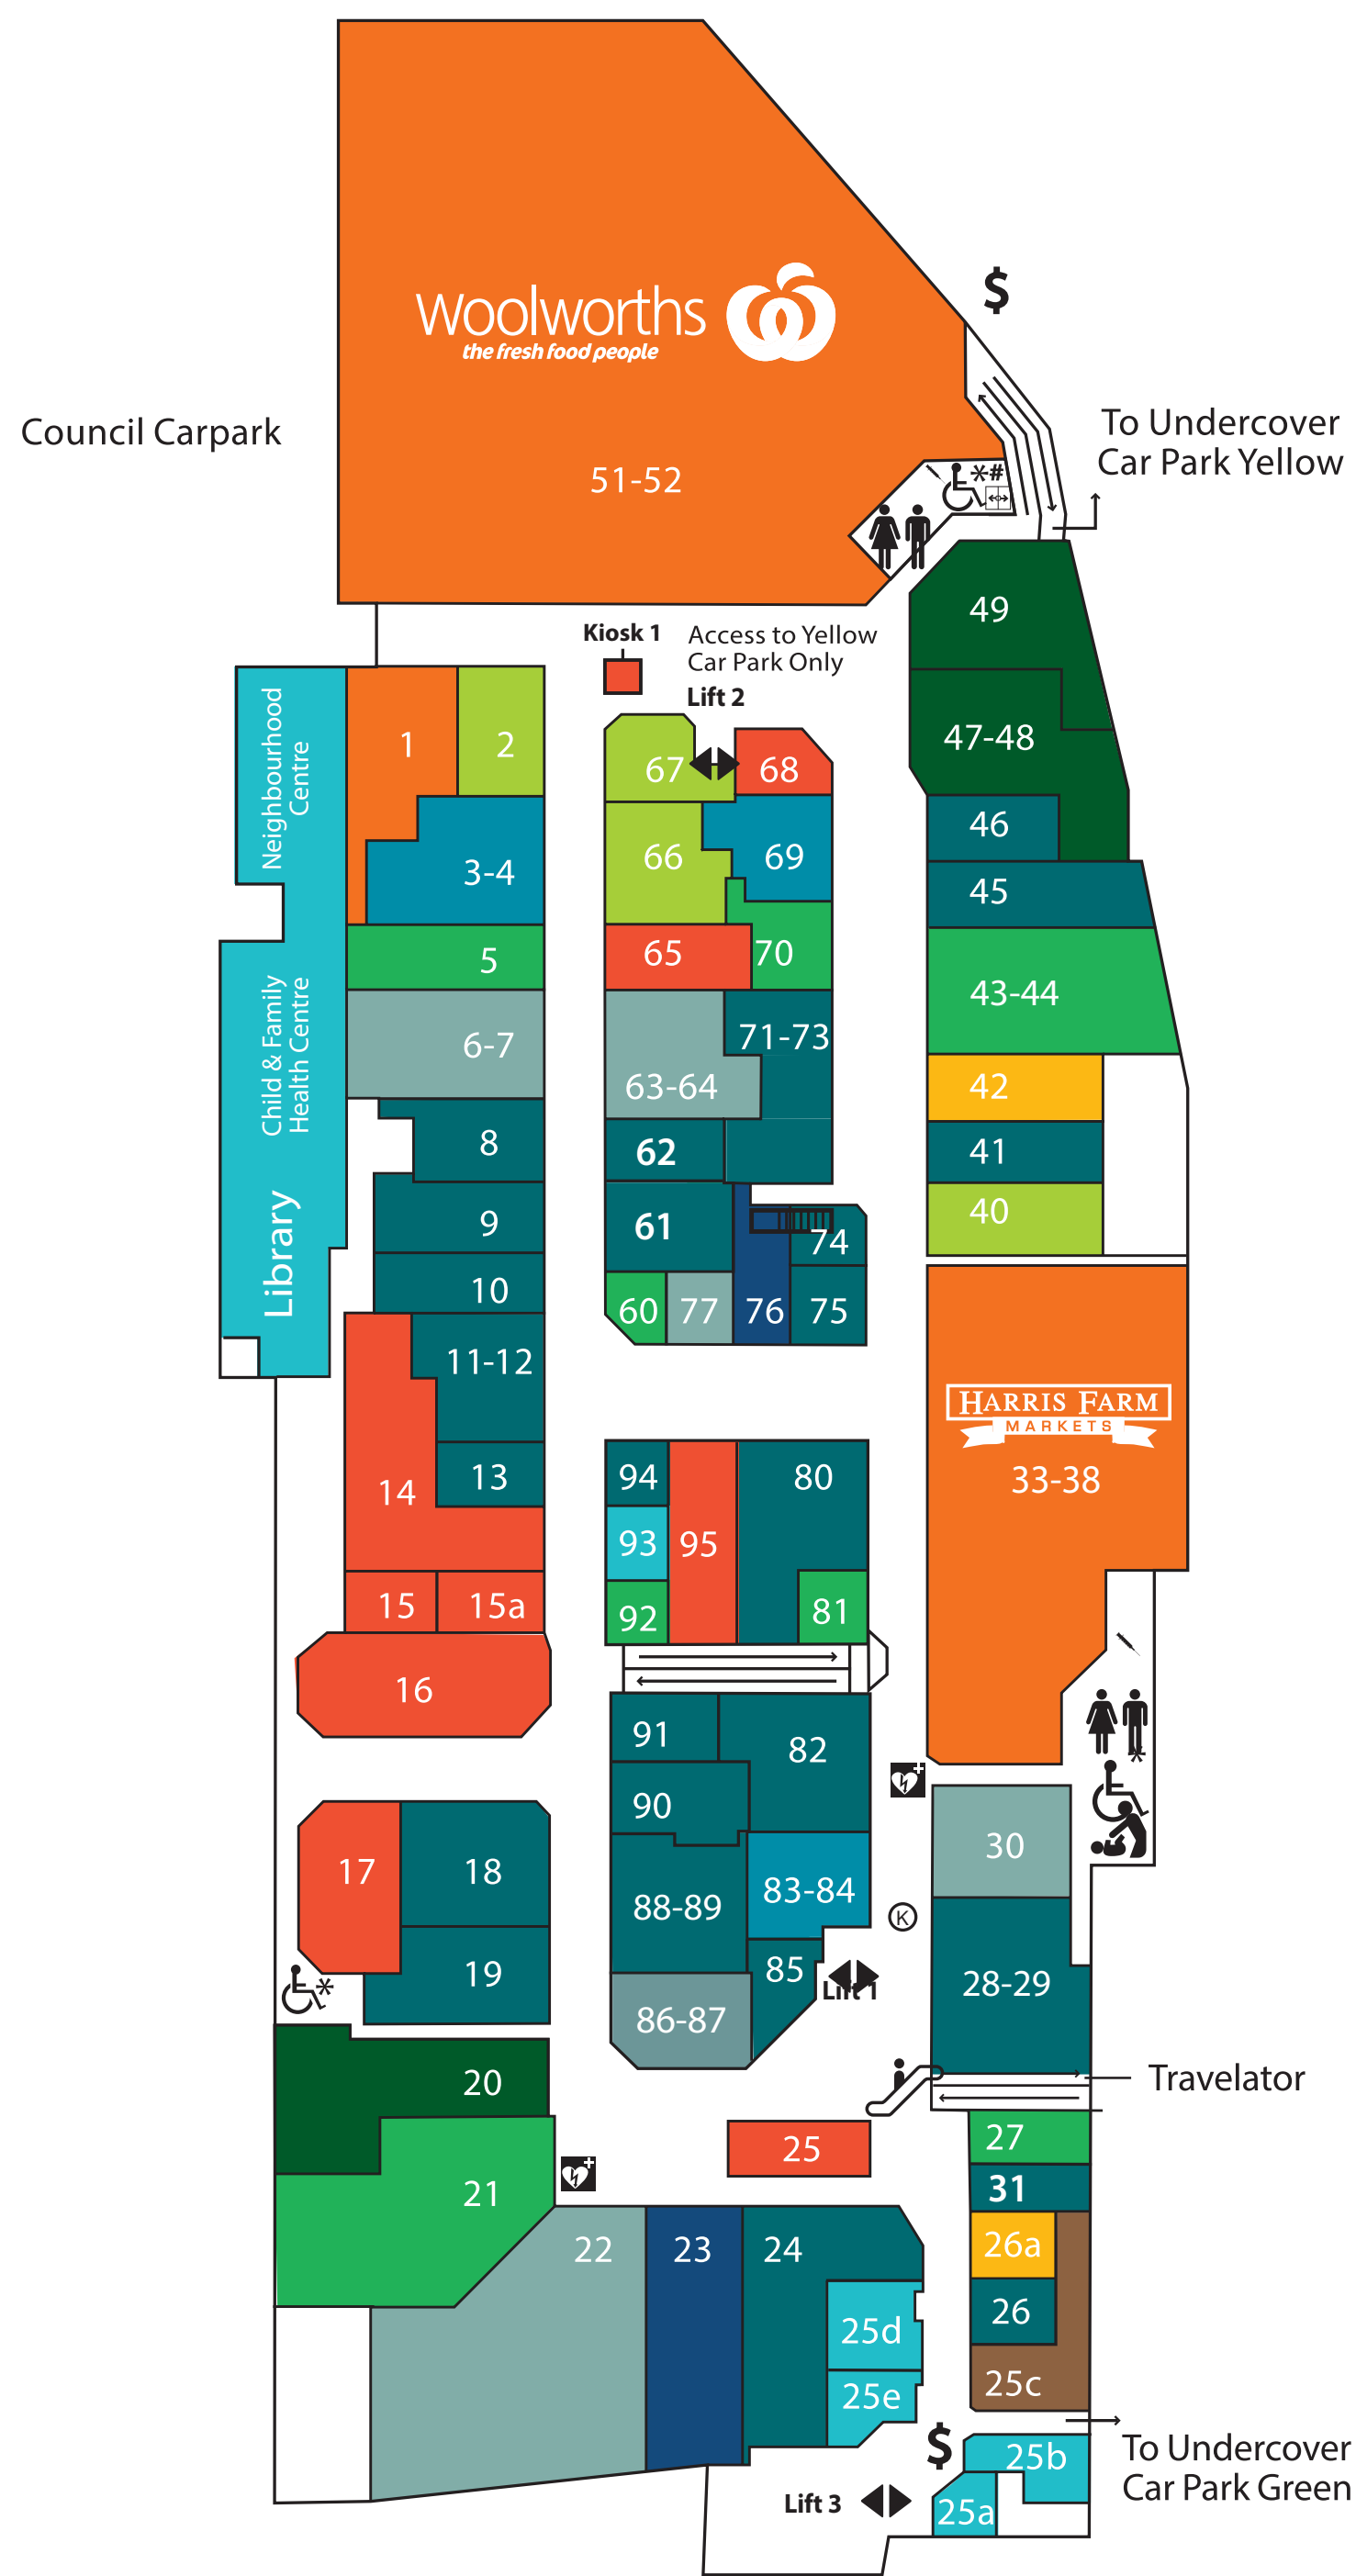 Woolworths
the fresh food people
$
Council Carpark
To Undercover
Car Park Yellow
51-52
*#
49
Kiosk 1
Access to Yellow
Car Park Only
Lift 2
Neighbourhood
Centre
1
2
67
68
47-48
46
3-4
66
69
45
5
65
70
43-44
Child & Family
Health Centre
6-7
71-73
63-64
42
8
62
41
Library
9
61
74
40
10
60
77
76
75
11-12
HARRIS FARM
MARKETS
33-38
14
13
94
80
93
95
15
15a
92
81
16
91
82
*
90
30
17
18
88-89
83-84
K
19
85
Lift 1
28-29
*
86-87
20
Travelator
25
27
21
31
22
23
24
26a
25d
26
25e
25c
$
To Undercover
Car Park Green
25b
Lift 3
25a